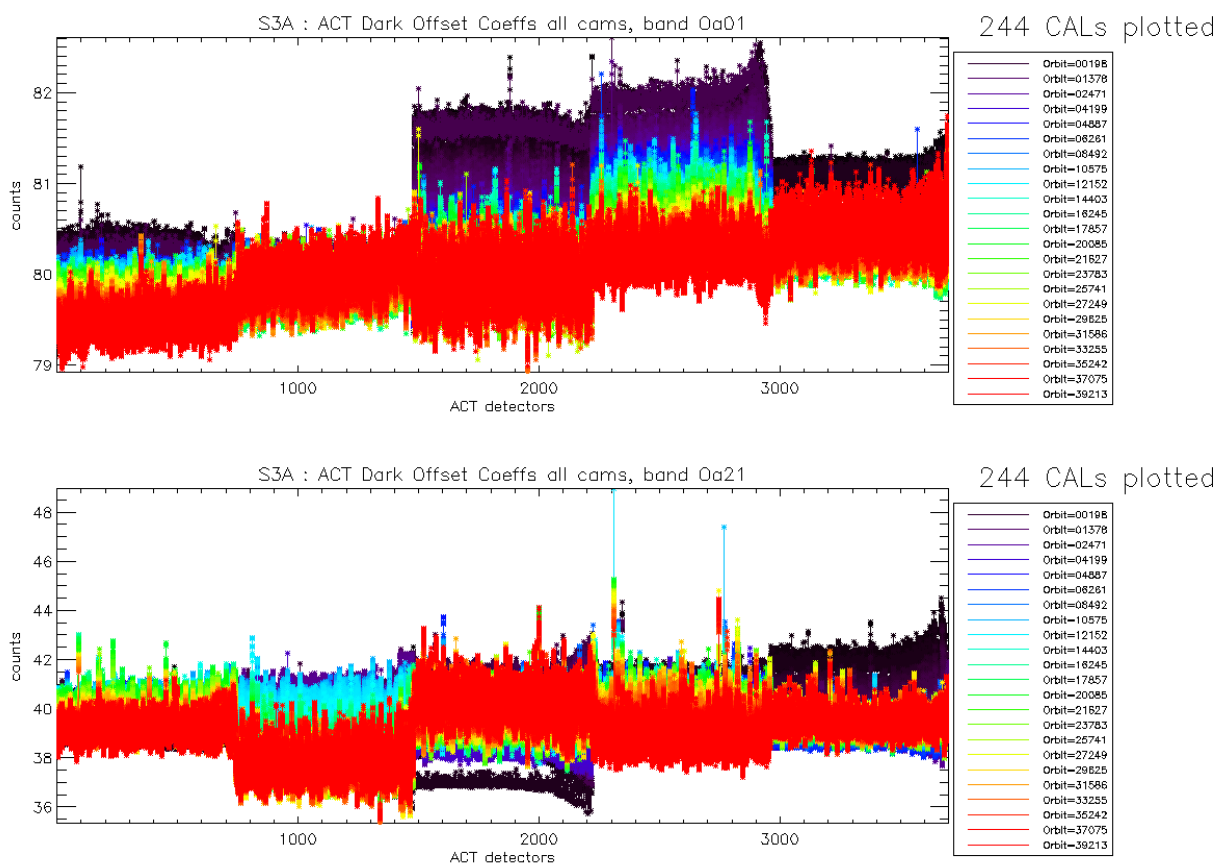 S3A : ACT Dark Offset Coeffs all cams, band Oa01
244 CALs plotted
82
81
80
79
counts
1000
2000
3000
ACT detectors
Orbit=00198
Orbit=01376
Orbit=02471
Orbit=04199
Orbit=04887
Orbit=06261
Orbit=08492
Orbit=10575
Orbit=12152
Orbit=14403
Orbit=16245
Orbit=17857
Orbit=20085
Orbit=21627
Orbit=23783
Orbit=25741
Orbit=27249
Orbit=29825
Orbit=31586
Orbit=33255
Orbit=35242
Orbit=37075
Orbit=39213
S3A : ACT Dark Offset Coeffs all cams, band Oa21
244 CALs plotted
48
46
44
42
40
38
36
counts
1000
2000
3000
ACT detectors
Orbit=00198
Orbit=01376
Orbit=02471
Orbit=04199
Orbit=04887
Orbit=06261
Orbit=08492
Orbit=10575
Orbit=12152
Orbit=14403
Orbit=16245
Orbit=17857
Orbit=20085
Orbit=21627
Orbit=23783
Orbit=25741
Orbit=27249
Orbit=29825
Orbit=31586
Orbit=33255
Orbit=35242
Orbit=37075
Orbit=39213